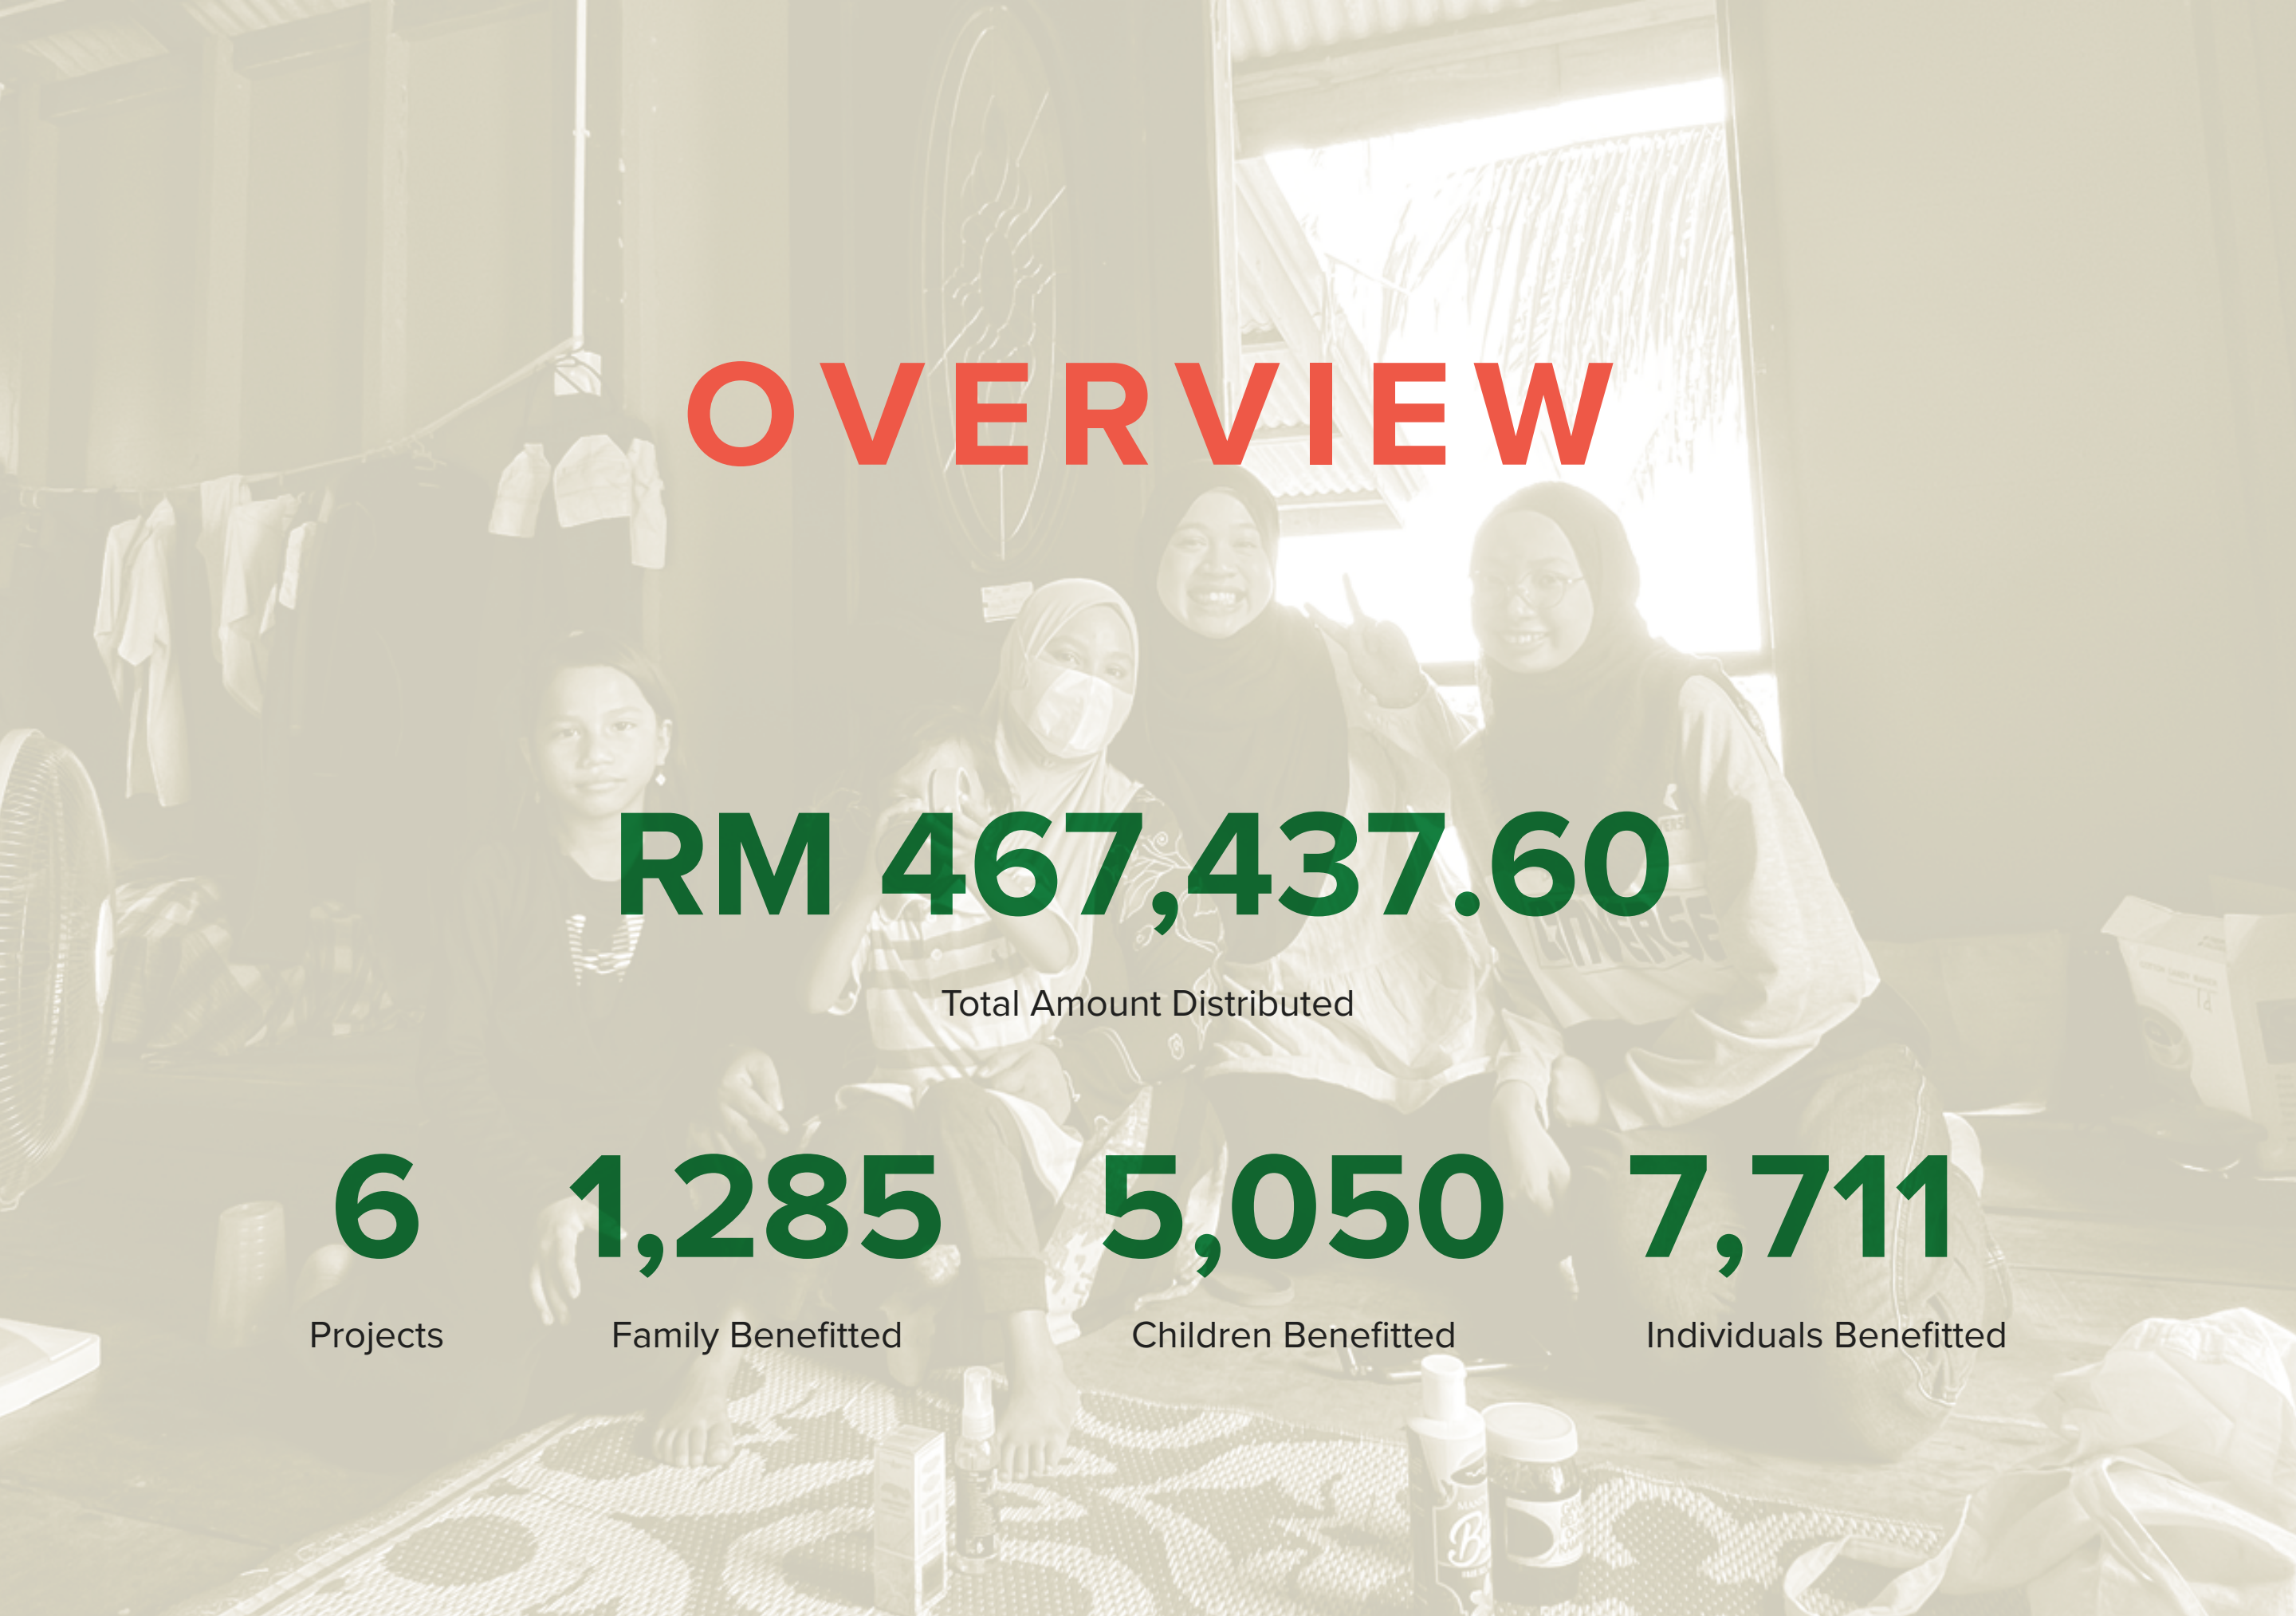 OVERVIEW
RM 467,437.60
Total Amount Distributed
6 1,285 5,050 7,711
Projects Family Benefitted Children Benefitted Individuals Benefitted